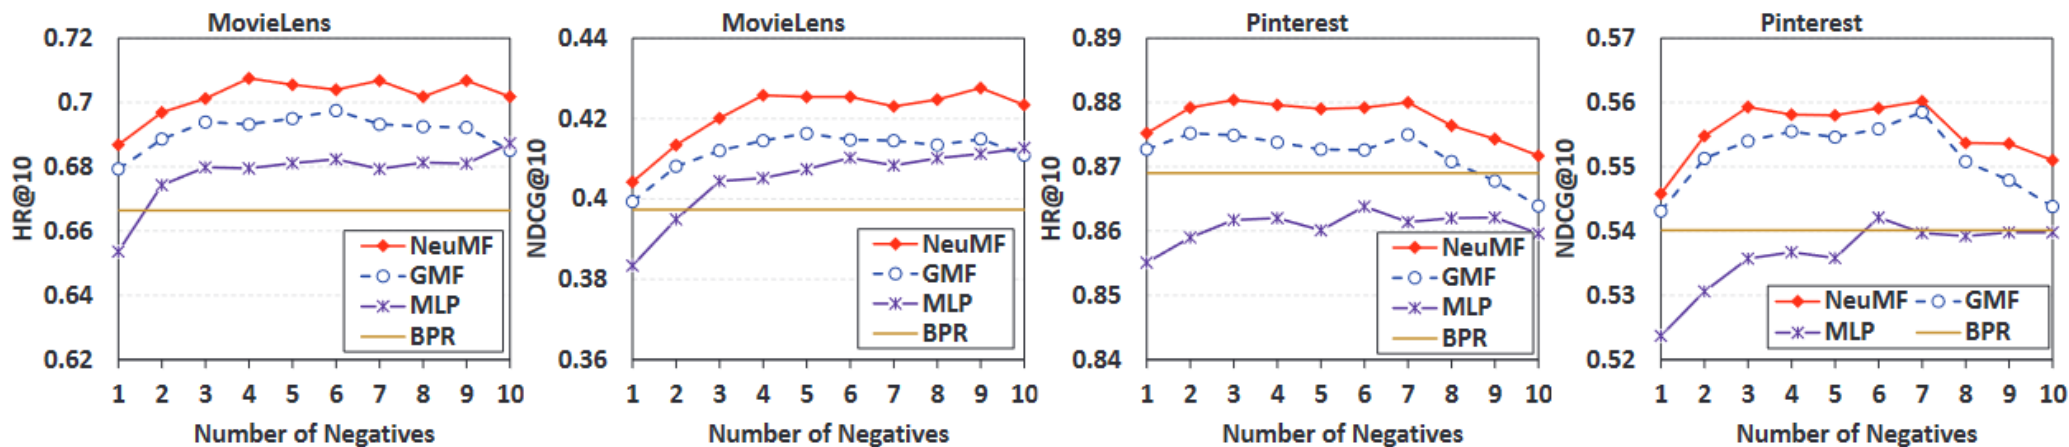 MovieLens
0.72
0.7
0.68
0.66
0.64
0.62
HR@10
NeuMF
GMF
MLP
BPR
1 2 3 4 5 6 7 8 9 10
Number of Negatives
MovieLens
0.44
0.42
0.4
0.38
0.36
NDCG@10
NeuMF
GMF
MLP
BPR
1 2 3 4 5 6 7 8 9 10
Number of Negatives
Pinterest
0.89
0.88
0.87
0.86
0.85
0.84
HR@10
NeuMF
GMF
MLP
BPR
1 2 3 4 5 6 7 8 9 10
Number of Negatives
Pinterest
0.57
0.56
0.55
0.54
0.53
0.52
NDCG@10
NeuMF GMF
MLP BPR
1 2 3 4 5 6 7 8 9 10
Number of Negatives